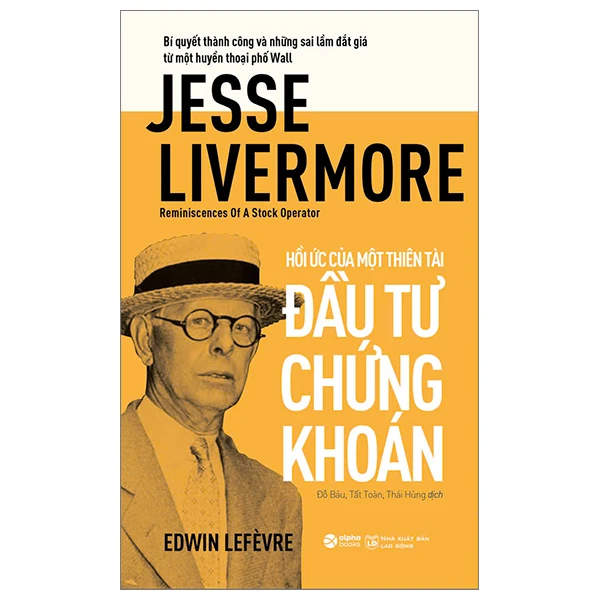 Bí quyết thành công và những sai lầm đắt giá
từ một huyền thoại phố Wall
JESSE
LIVERMORE
Reminiscences Of A Stock Operator
HỒI ỨC CỦA MỘT THIÊN TÀI
ĐẦU TƯ
CHỨNG
KHOÁN
Đỗ Báu, Tất Toàn, Thái Hùng dịch
EDWIN LEFÈVRE
alpha
books
LĐ
NHÀ XUẤT BẢN
LAO ĐỘNG